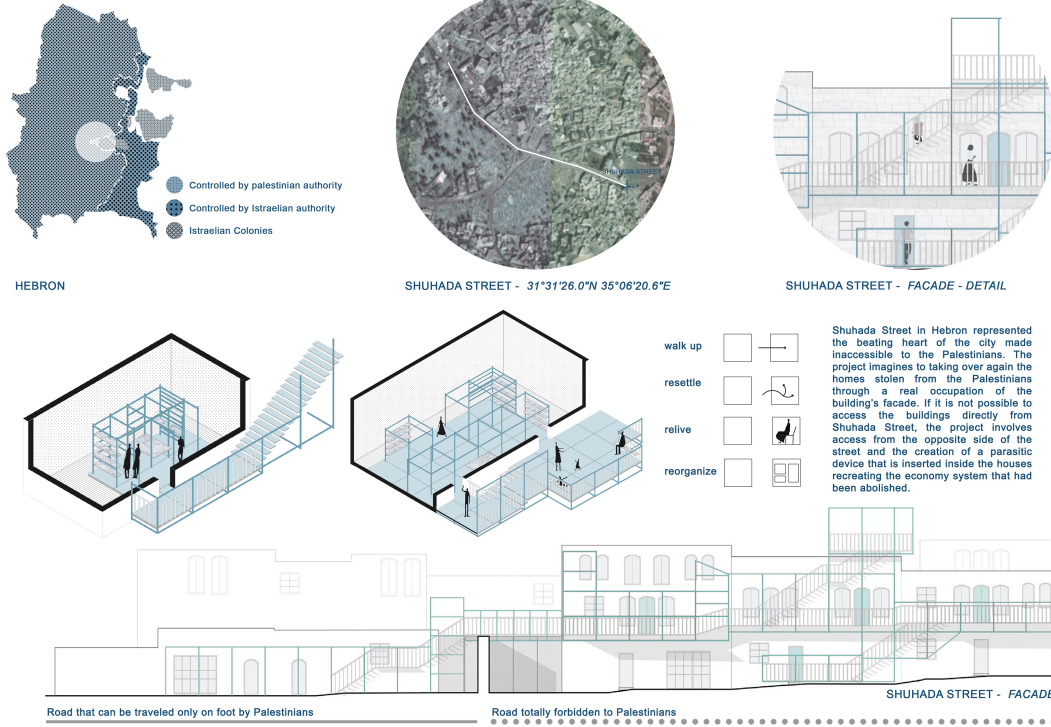 Controlled by palestinian authority
Controlled by Istraelian authority
Istraelian Colonies
HEBRON
SHUHADA STREET
SHUHADA STREET - 31°31'26.0"N 35°06'20.6"E
SHUHADA STREET - FACADE - DETAIL
walk up
resettle
relive
reorganize
Shuhada Street in Hebron represented
the beating heart of the city made
inaccessible to the Palestinians. The
project imagines to taking over again the
homes stolen from the Palestinians
through a real occupation of the
building's facade. If it is not possible to
access the buildings directly from
Shuhada Street, the project involves
access from the opposite side of the
street and the creation of a parasitic
device that is inserted inside the houses
recreating the economy system that had
been abolished.
SHUHADA STREET - FACADE
Road that can be traveled only on foot by Palestinians
Road totally forbidden to Palestinians